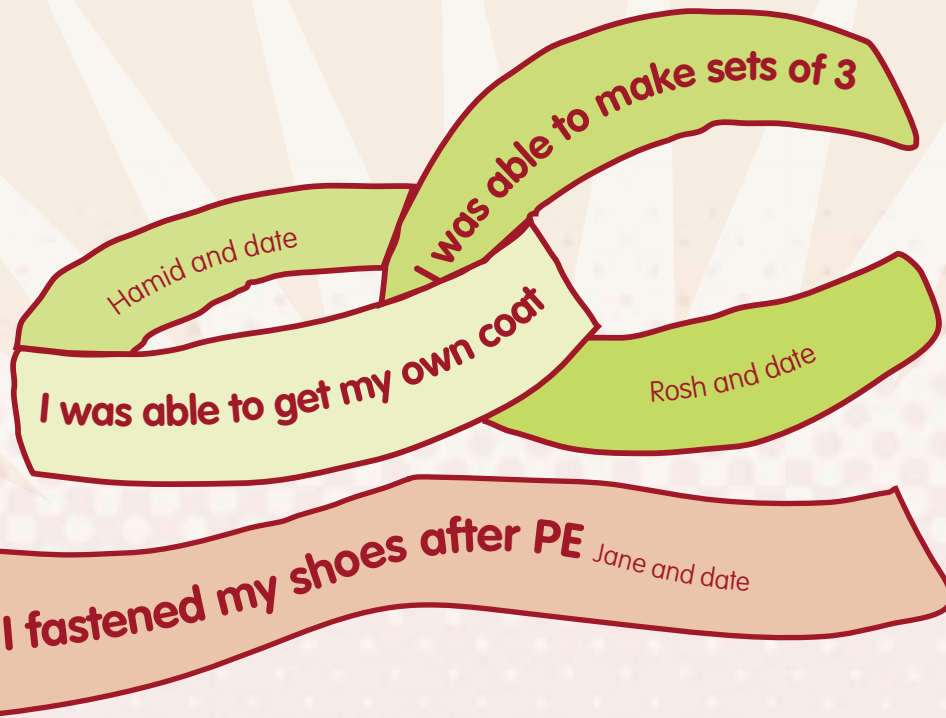 I was able to make sets of 3
Hamid and date
I was able to get my own coat
Rosh and date
I fastened my shoes after PE Jane and date